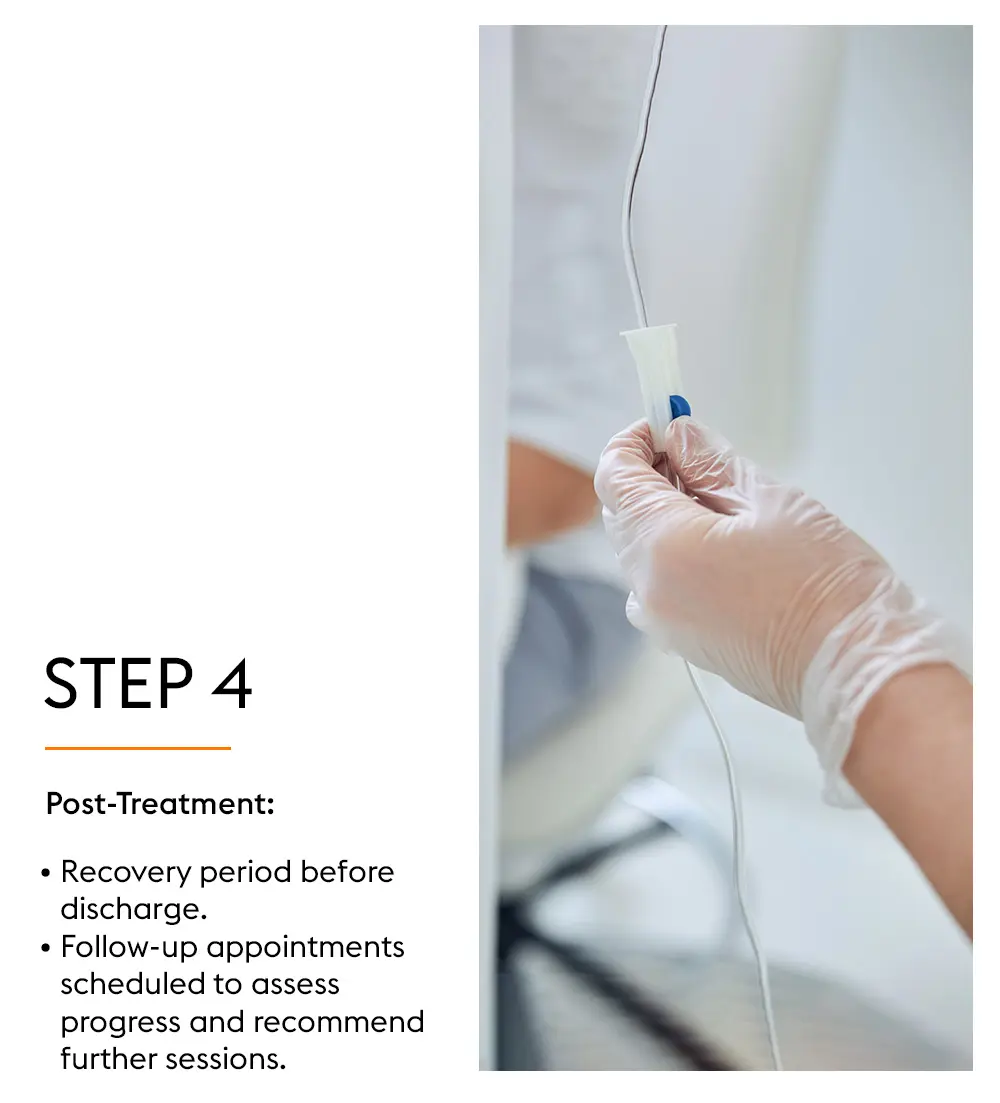 STEP 4
Post-Treatment:
• Recovery period before
discharge.
• Follow-up appointments
scheduled to assess
progress and recommend
further sessions.